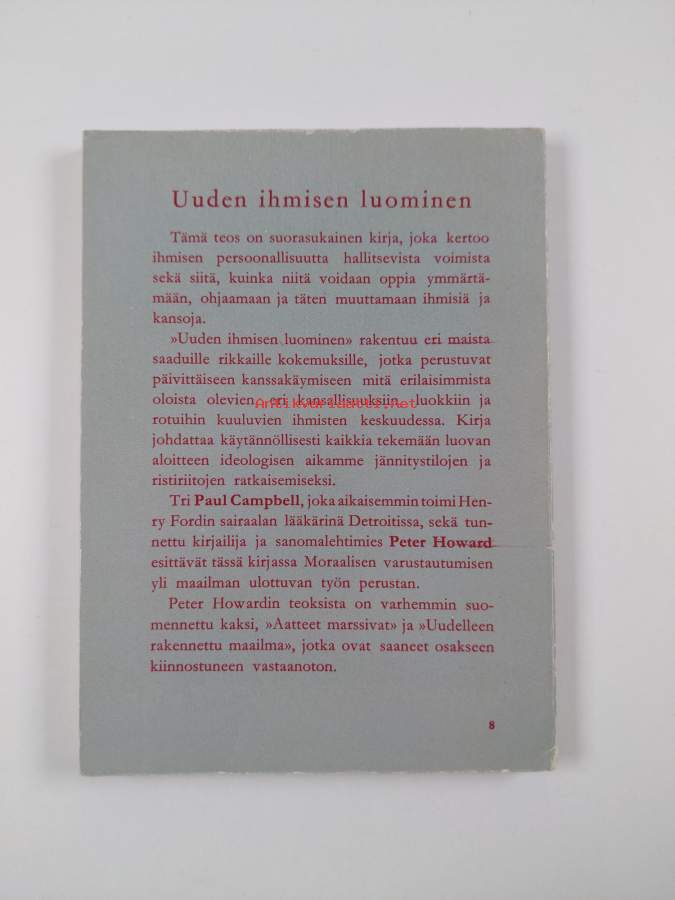 Uuden ihmisen luominen
Tämä teos on suorasukainen kirja, joka kertoo
ihmisen persoonallisuutta hallitsevista voimista
sekä siitä, kuinka niitä voidaan oppia ymmärtä-
mään, ohjaamaan ja täten muuttamaan ihmisiä ja
kansoja.
»Uuden ihmisen luominen» rakentuu eri maista
saaduille rikkaille kokemuksille, jotka perustuvat
päivittäiseen kanssakäymiseen mitä erilaisimmista
oloista olevien, eri kansallisuuksiin, luokkiin ja
Antikvariaatti.Net
rotuihin kuuluvien ihmisten keskuudessa. Kirja
johdattaa käytännöllisesti kaikkia tekemään luovan
aloitteen ideologisen aikamme jännitystilojen ja
ristiriitojen ratkaisemiseksi.
Tri Paul Campbell, joka aikaisemmin toimi Hen-
ry Fordin sairaalan lääkärinä Detroitissa, sekä tun-
nettu kirjailija ja sanomalehtimies Peter Howard
esittävät tässä kirjassa Moraalisen varustautumisen
yli maailman ulottuvan työn perustan.
Peter Howardin teoksista on varhemmin suo-
mennettu kaksi, »Aatteet marssivat» ja »Uudelleen
rakennettu maailma», jotka ovat saaneet osakseen
kiinnostuneen vastaanoton.
8